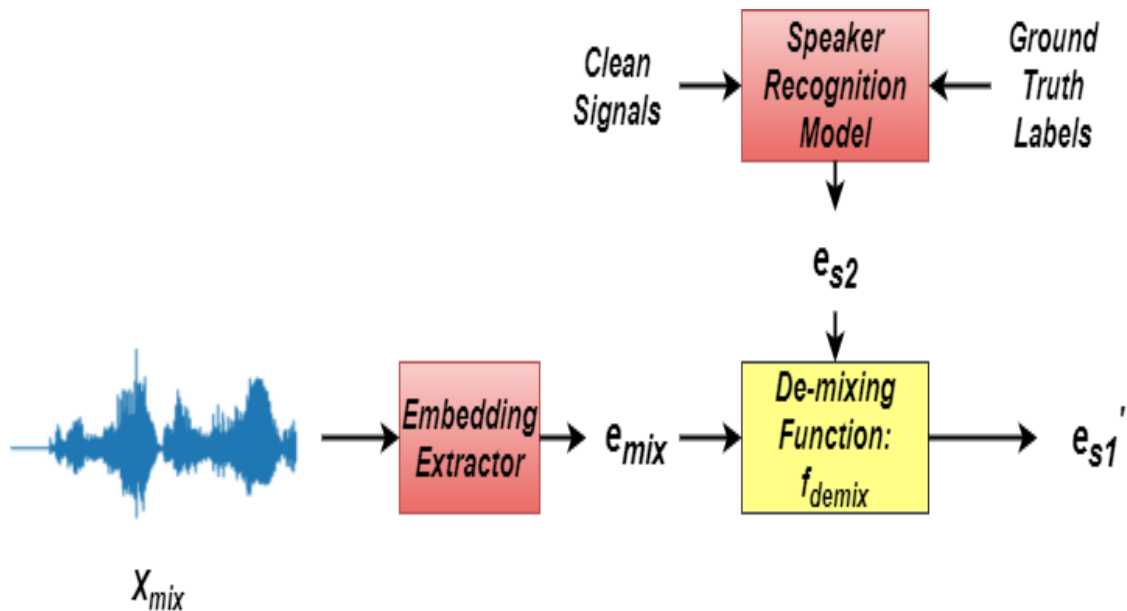 Clean
Signals
Speaker
Recognition
Model
Ground
Truth
Labels
e_s2
Embedding
Extractor
e_mix
De-mixing
Function:
f_demix
e_s1'
x_mix